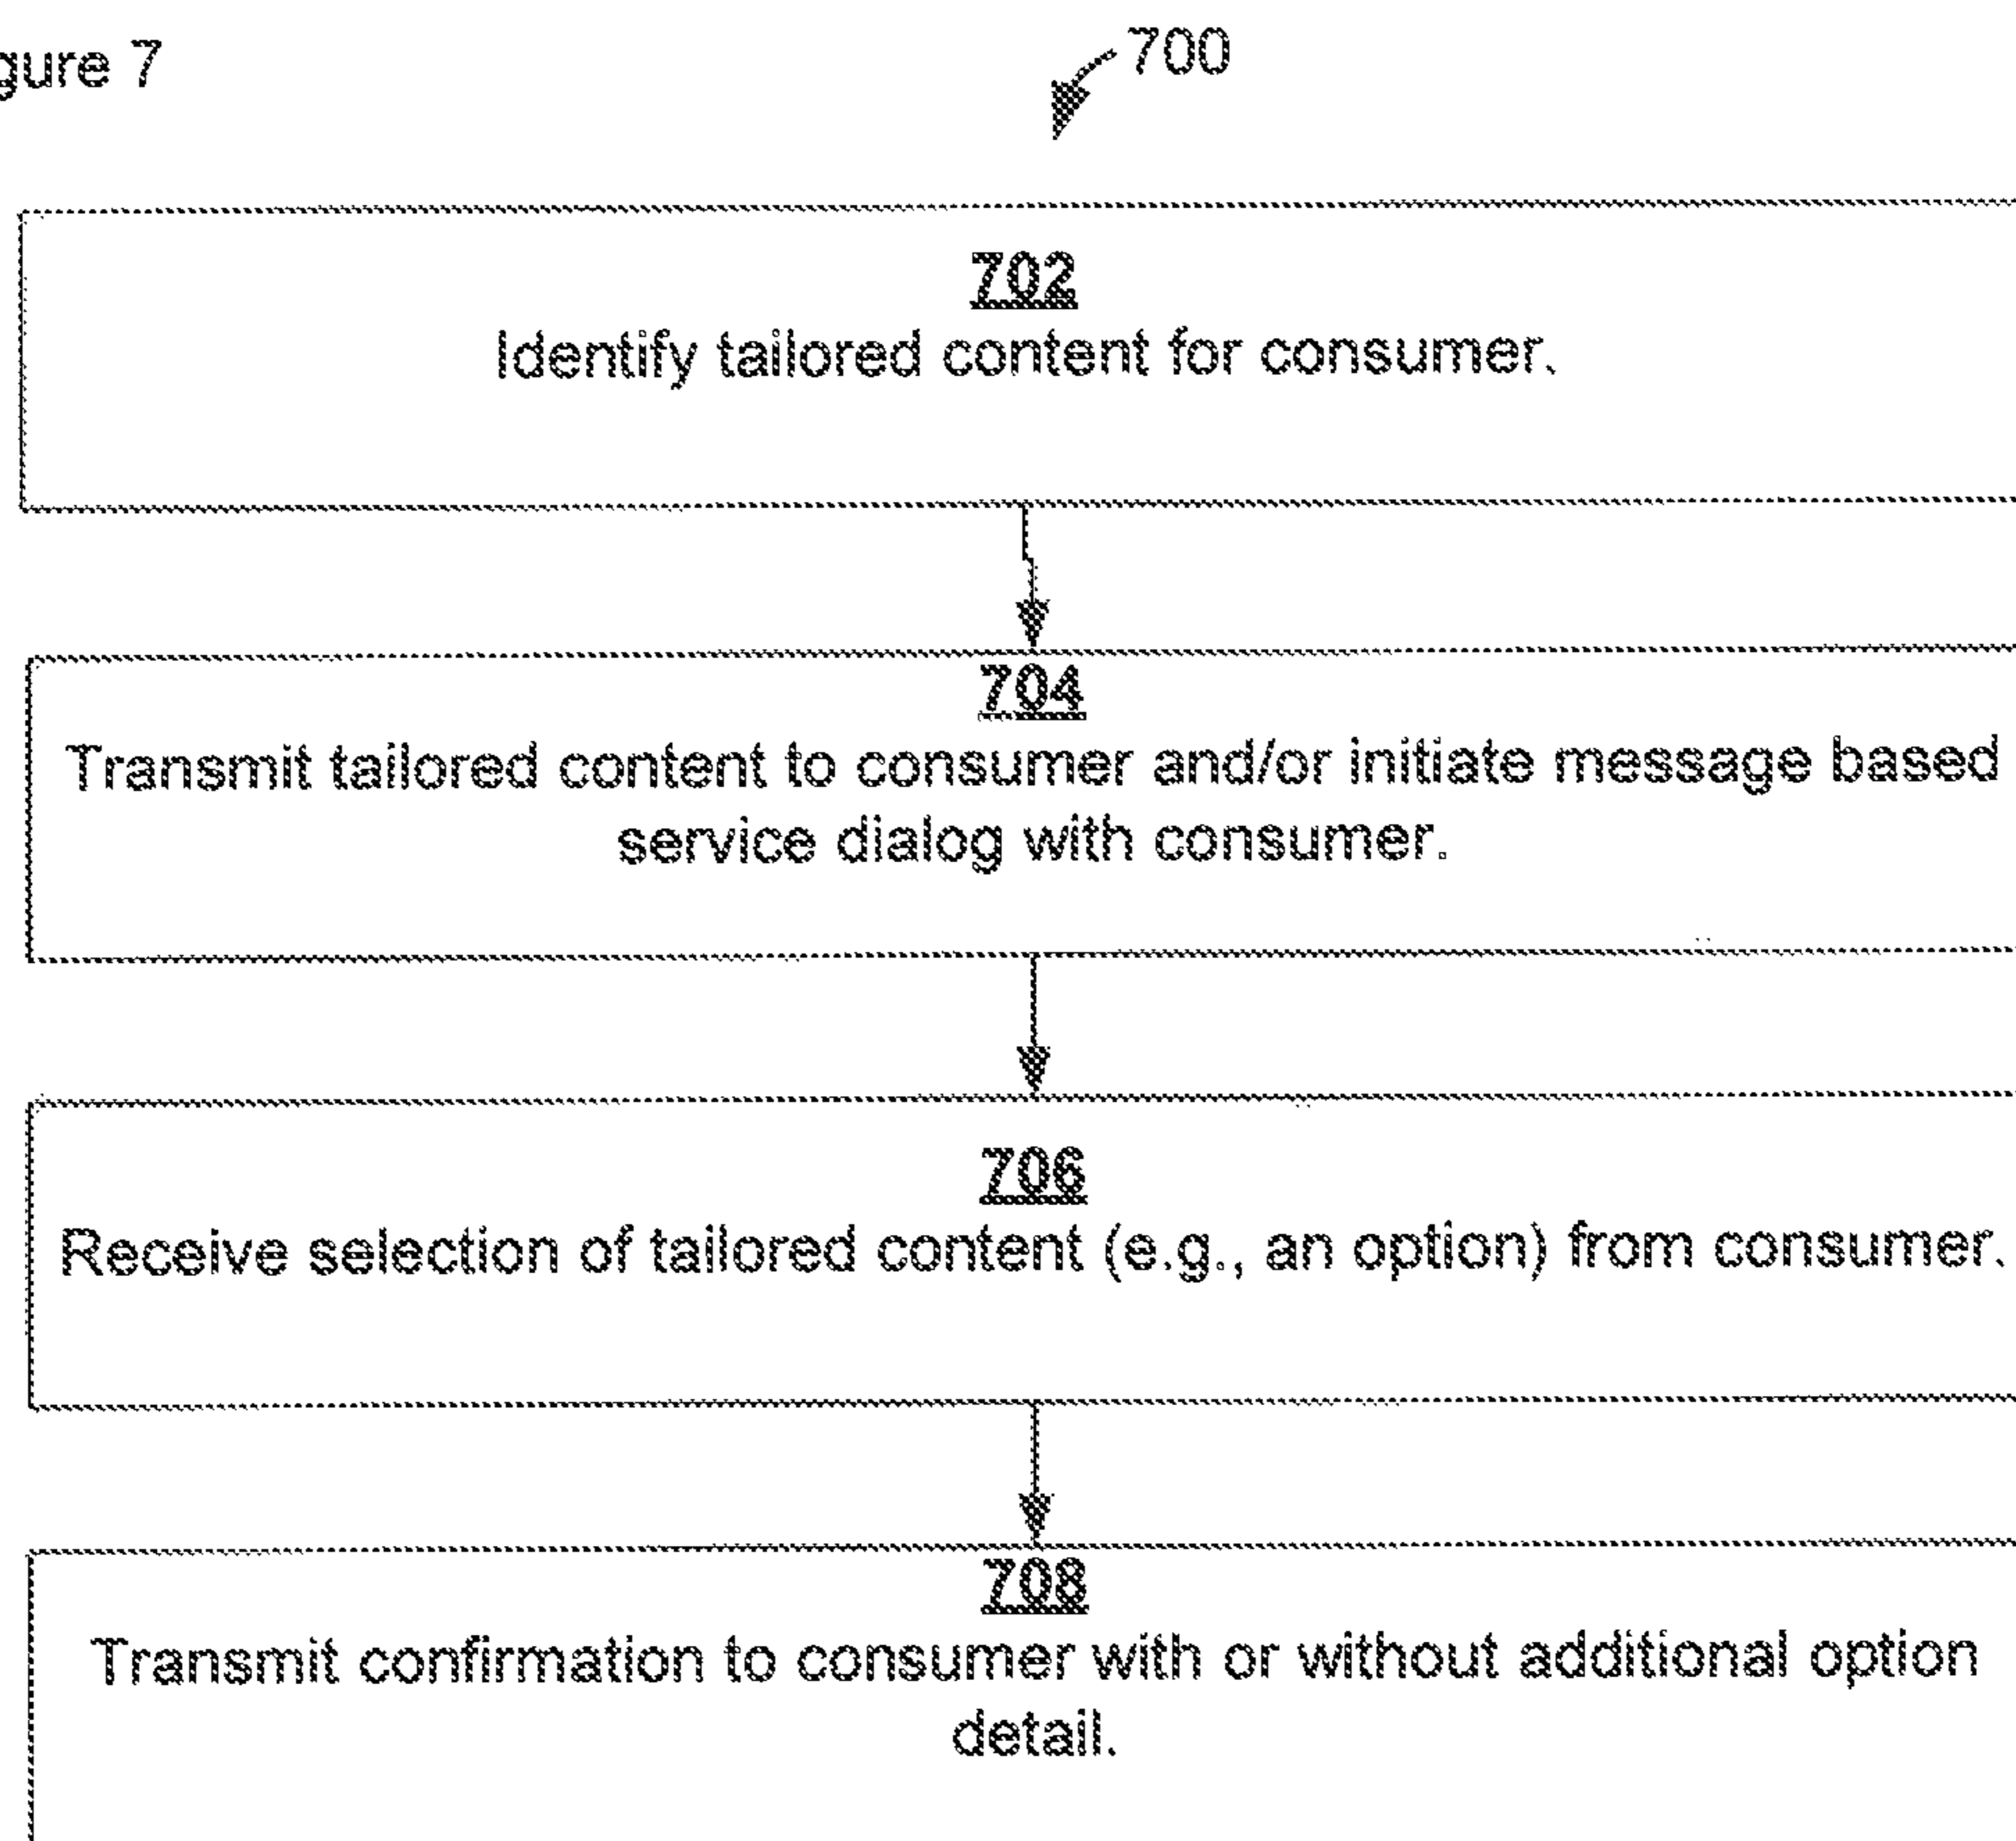 gure 7
700
702
Identify tailored content for consumer.
704
Transmit tailored content to consumer and/or initiate message based
service dialog with consumer.
706
Receive selection of tailored content (e.g., an option) from consumer.
708
Transmit confirmation to consumer with or without additional option
detail.